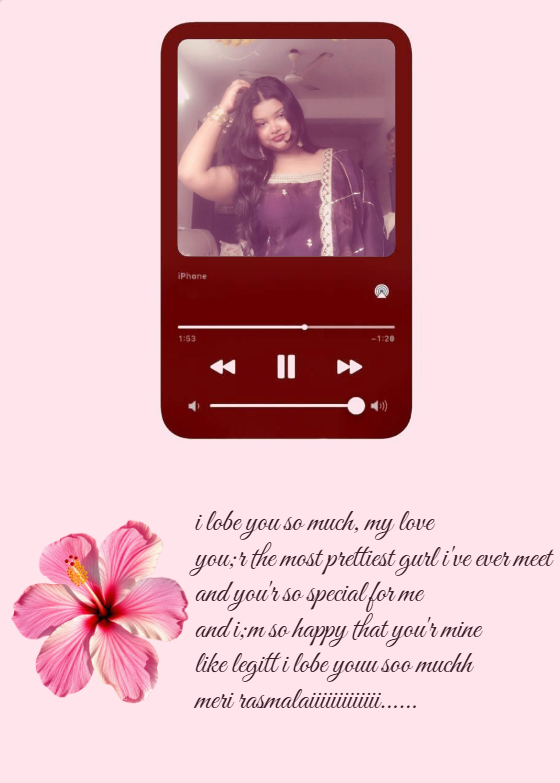 iPhone
1:53
-1:20
i lobe you so much, my love
you;r the most prettiest gurl i've ever meet
and you'r so special for me
and i;m so happy that you'r mine
like legitt i lobe youu soo muchh
meri rasmalaiiiiiiiiiiiii......